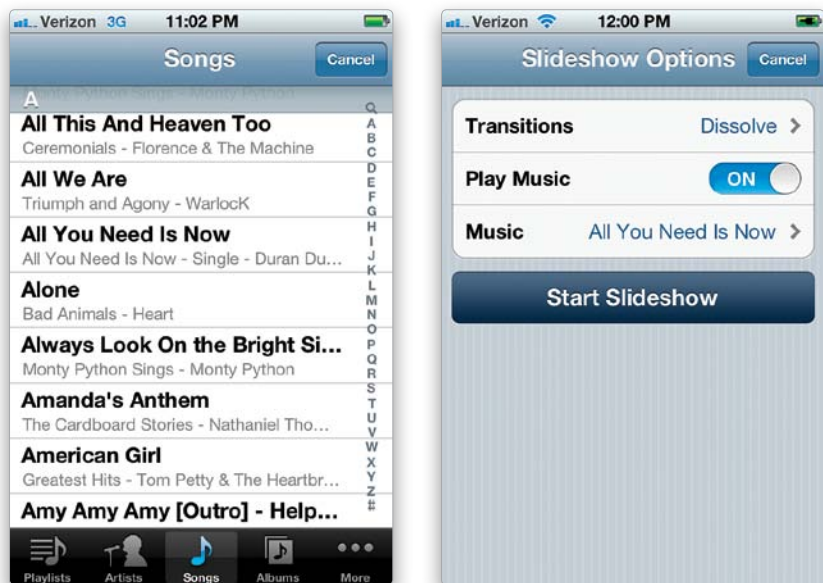 Verizon 3G 11:02 PM
Songs
Cancel
Monty Python Sings - Monty Python
A
All This And Heaven Too
Ceremonials - Florence & The Machine
All We Are
Triumph and Agony - WarlocK
All You Need Is Now
All You Need Is Now - Single - Duran Du...
Alone
Bad Animals - Heart
Always Look On the Bright Si...
Monty Python Sings - Monty Python
Amanda's Anthem
The Cardboard Stories - Nathaniel Tho...
American Girl
Greatest Hits - Tom Petty & The Heartbr...
Amy Amy Amy [Outro] - Help...
A
B
C
D
E
F
G
H
I
J
K
L
M
N
O
P
Q
R
S
T
U
V
W
X
Y
Z
#
Playlists Artists Songs Albums More
Verizon 12:00 PM
Slideshow Options
Cancel
Transitions Dissolve >
Play Music ON
Music All You Need Is Now >
Start Slideshow